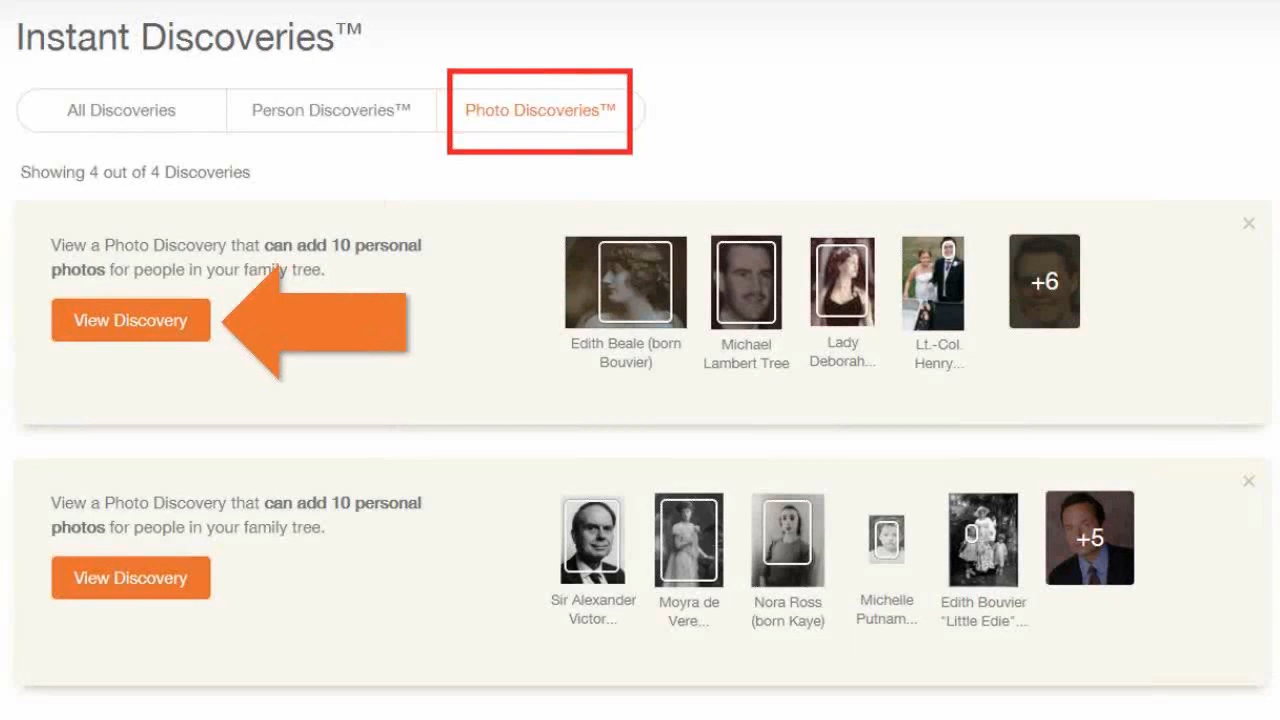 Instant Discoveries™
All Discoveries
Person Discoveries™
Photo Discoveries™
Showing 4 out of 4 Discoveries
View a Photo Discovery that can add 10 personal
photos for people in your family tree.
View Discovery
Edith Beale (born
Bouvier)
Michael
Lambert Tree
Lady
Deborah...
Lt.-Col.
Henry...
+6
View a Photo Discovery that can add 10 personal
photos for people in your family tree.
View Discovery
Sir Alexander
Victor...
Moyra de
Vere...
Nora Ross
(born Kaye)
Michelle
Putnam...
Edith Bouvier
"Little Edie"...
+5